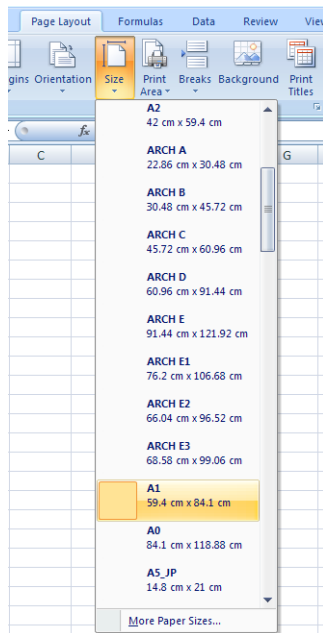 Page Layout Formulas Data Review
gins Orientation Size Print Area Breaks Background Print Titles
fx
C G
A2
42 cm x 59.4 cm
ARCH A
22.86 cm x 30.48 cm
ARCH B
30.48 cm x 45.72 cm
ARCH C
45.72 cm x 60.96 cm
ARCH D
60.96 cm x 91.44 cm
ARCH E
91.44 cm x 121.92 cm
ARCH E1
76.2 cm x 106.68 cm
ARCH E2
66.04 cm x 96.52 cm
ARCH E3
68.58 cm x 99.06 cm
A1
59.4 cm x 84.1 cm
A0
84.1 cm x 118.88 cm
A5_JP
14.8 cm x 21 cm
More Paper Sizes...